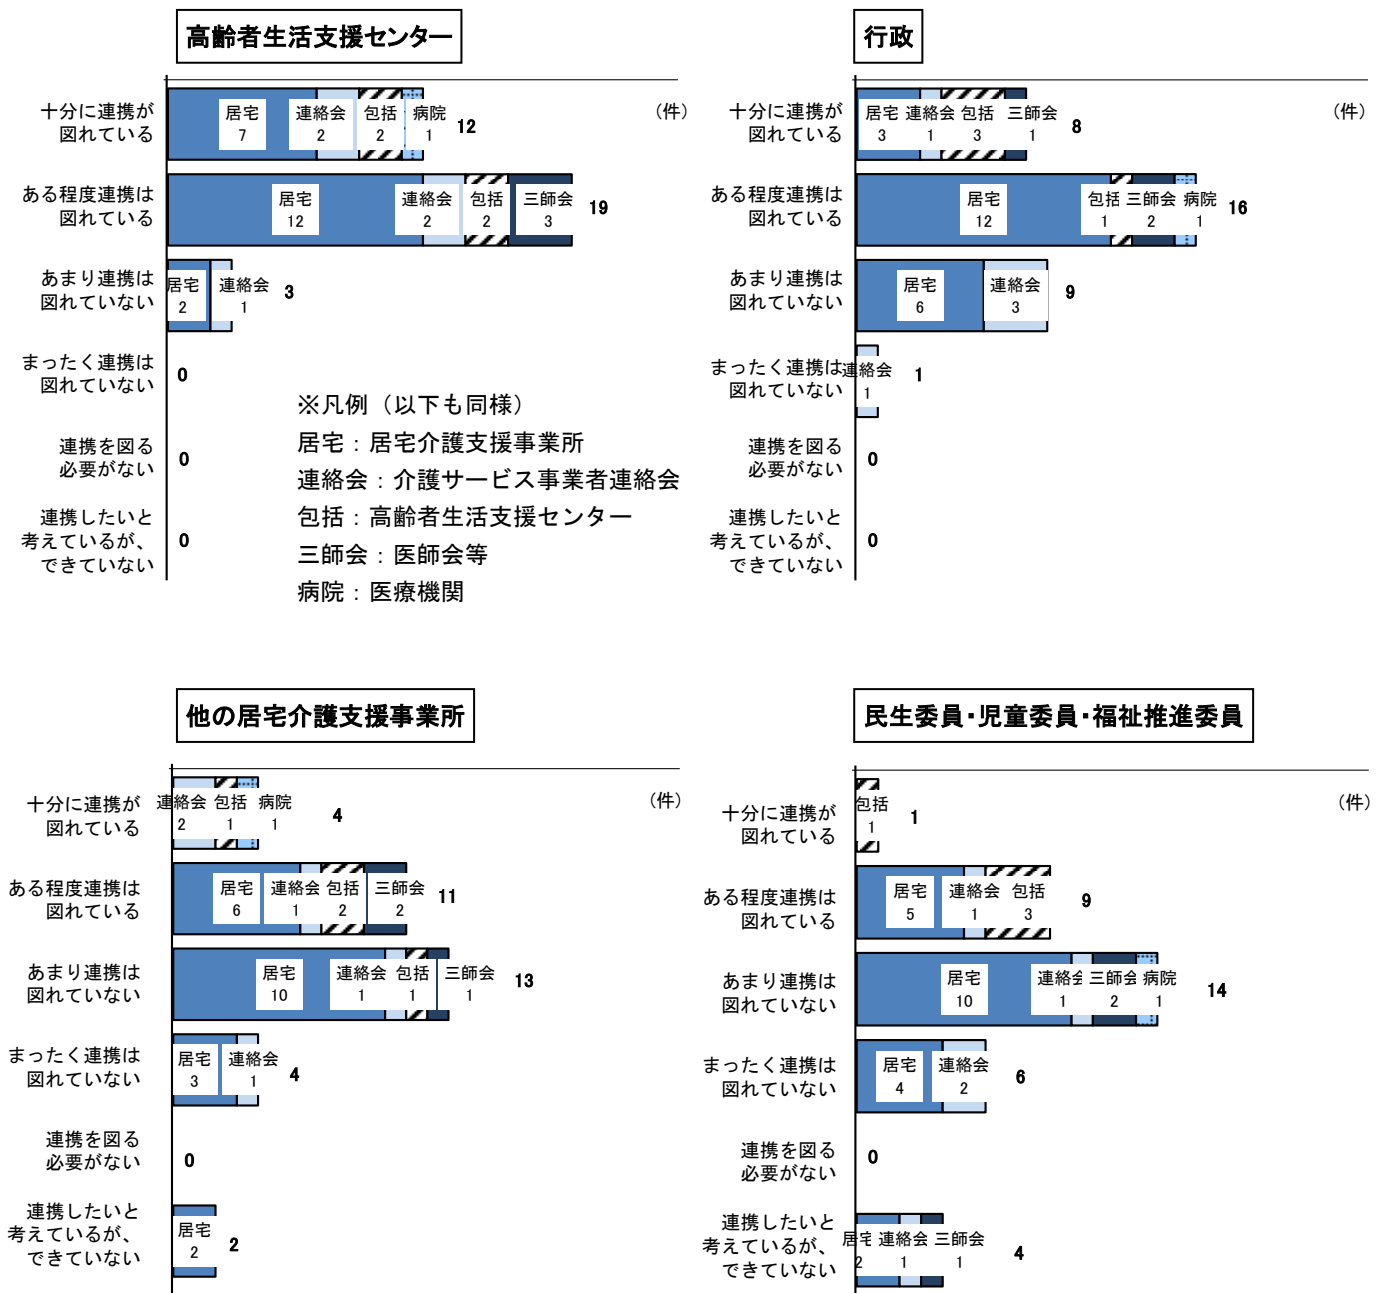 高齢者生活支援センター
(件)
十分に連携が
図れている
居宅 連絡会 包括 病院
7 2 2 1 12
ある程度連携は
図れている
居宅 連絡会 包括 三師会
12 2 2 3 19
あまり連携は
図れていない
居宅 連絡会
2 1 3
まったく連携は
図れていない
0
連携を図る
必要がない
0
連携したいと
考えているが、
できていない
0
※凡例（以下も同様）
居宅：居宅介護支援事業所
連絡会：介護サービス事業者連絡会
包括：高齢者生活支援センター
三師会：医師会等
病院：医療機関
行政
(件)
十分に連携が
図れている
居宅 連絡会 包括 三師会
3 1 3 1 8
ある程度連携は
図れている
居宅 包括 三師会 病院
12 1 2 1 16
あまり連携は
図れていない
居宅 連絡会
6 3 9
まったく連携は
図れていない
連絡会
1 1
連携を図る
必要がない
0
連携したいと
考えているが、
できていない
0
他の居宅介護支援事業所
(件)
十分に連携が
図れている
連絡会 包括 病院
2 1 1 4
ある程度連携は
図れている
居宅 連絡会 包括 三師会
6 1 2 2 11
あまり連携は
図れていない
居宅 連絡会 包括 三師会
10 1 1 1 13
まったく連携は
図れていない
居宅 連絡会
3 1 4
連携を図る
必要がない
0
連携したいと
考えているが、
できていない
居宅
2 2
民生委員・児童委員・福祉推進委員
(件)
十分に連携が
図れている
包括
1 1
ある程度連携は
図れている
居宅 連絡会 包括
5 1 3 9
あまり連携は
図れていない
居宅 連絡会 三師会 病院
10 1 2 1 14
まったく連携は
図れていない
居宅 連絡会
4 2 6
連携を図る
必要がない
0
連携したいと
考えているが、
できていない
居宅 連絡会 三師会
2 1 1 4